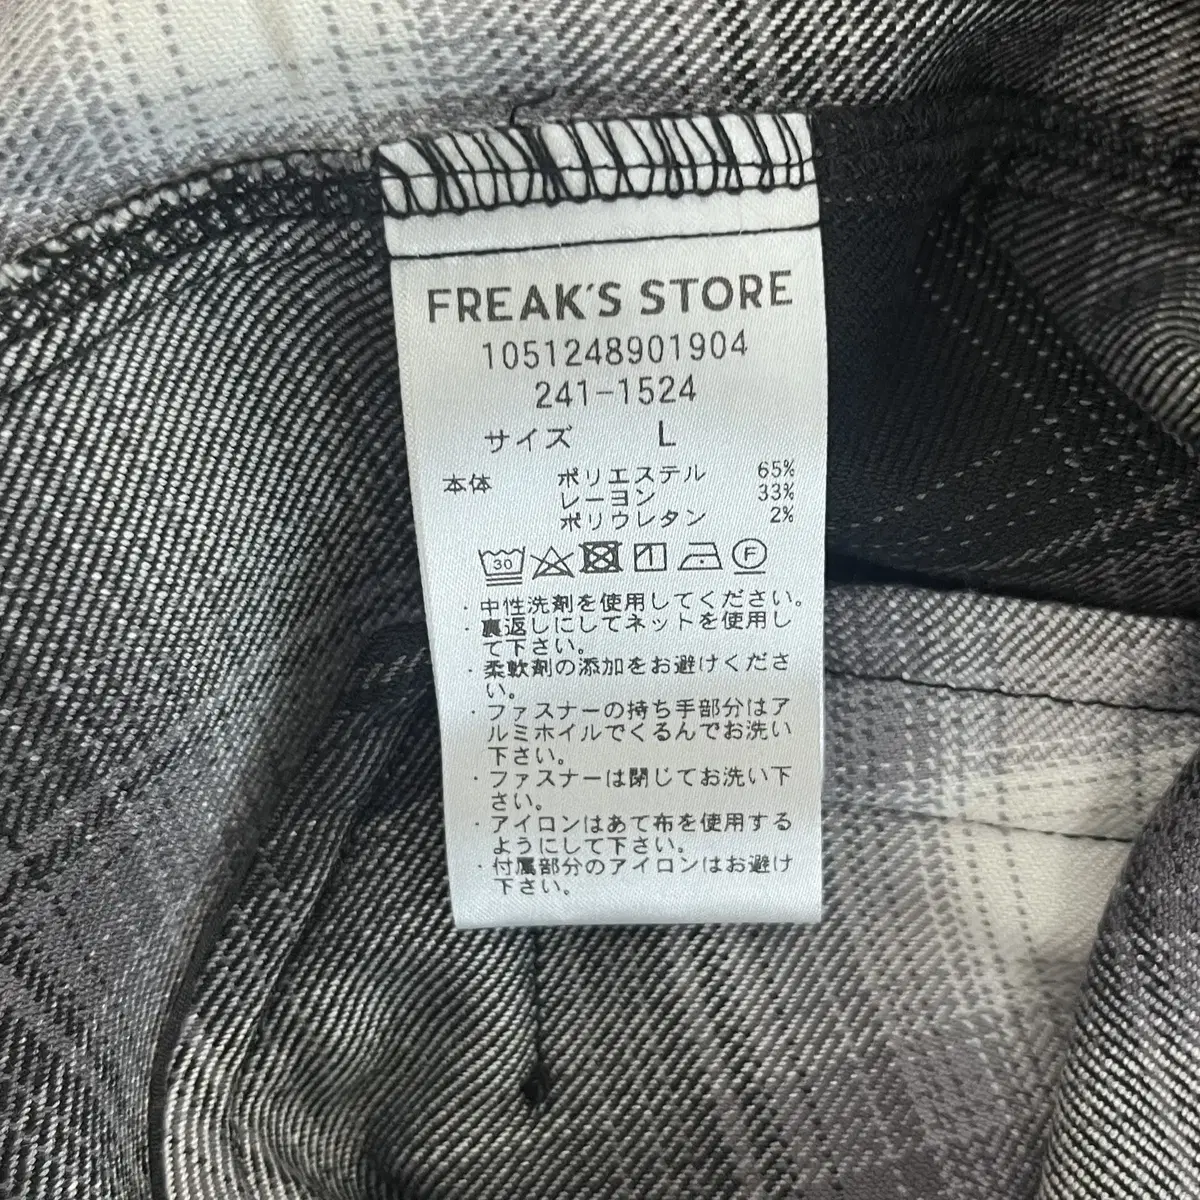 FREAK'S STORE
1051248901904
241-1524
サイズ L
本体 ポリエステル 65%
レーヨン 33%
ポリウレタン 2%
30 F
・中性洗剤を使用してください。
・裏返しにしてネットを使用し
て下さい。
・柔軟剤の添加をお避けくださ
い。
・ファスナーの持ち手部分はア
ルミホイルでくるんでお洗い
下さい。
・ファスナーは閉じてお洗い下
さい。
・アイロンはあて布を使用する
ようにして下さい。
・付属部分のアイロンはお避け
下さい。